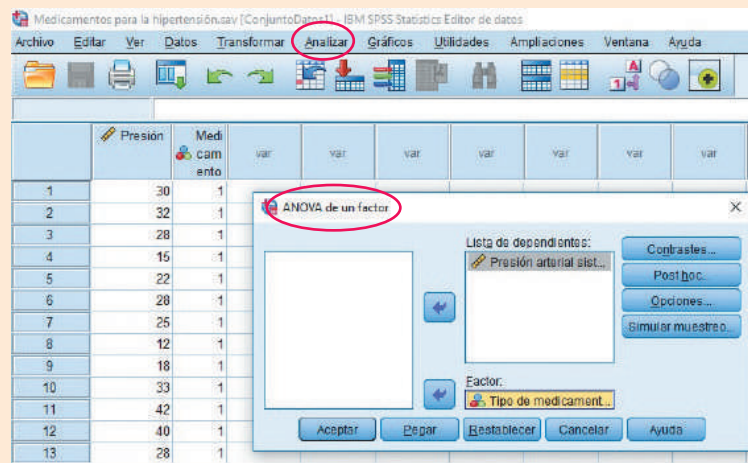 Medicamentos para la hipertensión.sav [ConjuntoDatos1] - IBM SPSS Statistics Editor de datos
Archivo Editar Ver Datos Transformar Analizar Gráficos Utilidades Ampliaciones Ventana Ayuda
Presión Medi cam ento var var var var var var var
1 30 1
2 32 1
3 28 1
4 15 1
5 22 1
6 28 1
7 25 1
8 12 1
9 18 1
10 33 1
11 42 1
12 40 1
13 28 1
ANOVA de un factor
Lista de dependientes:
Presión arterial sist...
Contrastes...
Post hoc...
Opciones...
Simular muestreo...
Factor:
Tipo de medicament...
Aceptar Pegar Restablecer Cancelar Ayuda